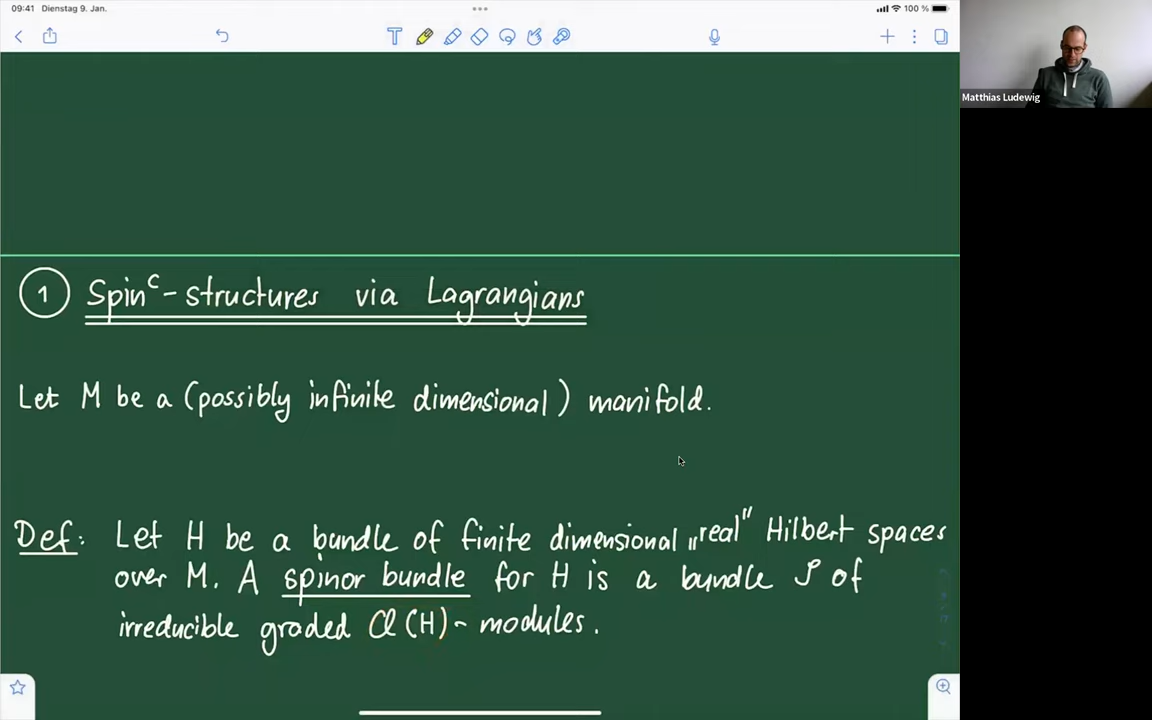 09:41 Dienstag 9. Jan.
100 %
Matthias Ludewig
1 Spinᶜ-structures via Lagrangians
Let M be a (possibly infinite dimensional) manifold.
Def: Let H be a bundle of finite dimensional „real" Hilbert spaces
over M. A spinor bundle for H is a bundle 𝒮 of
irreducible graded Cl(H)-modules.